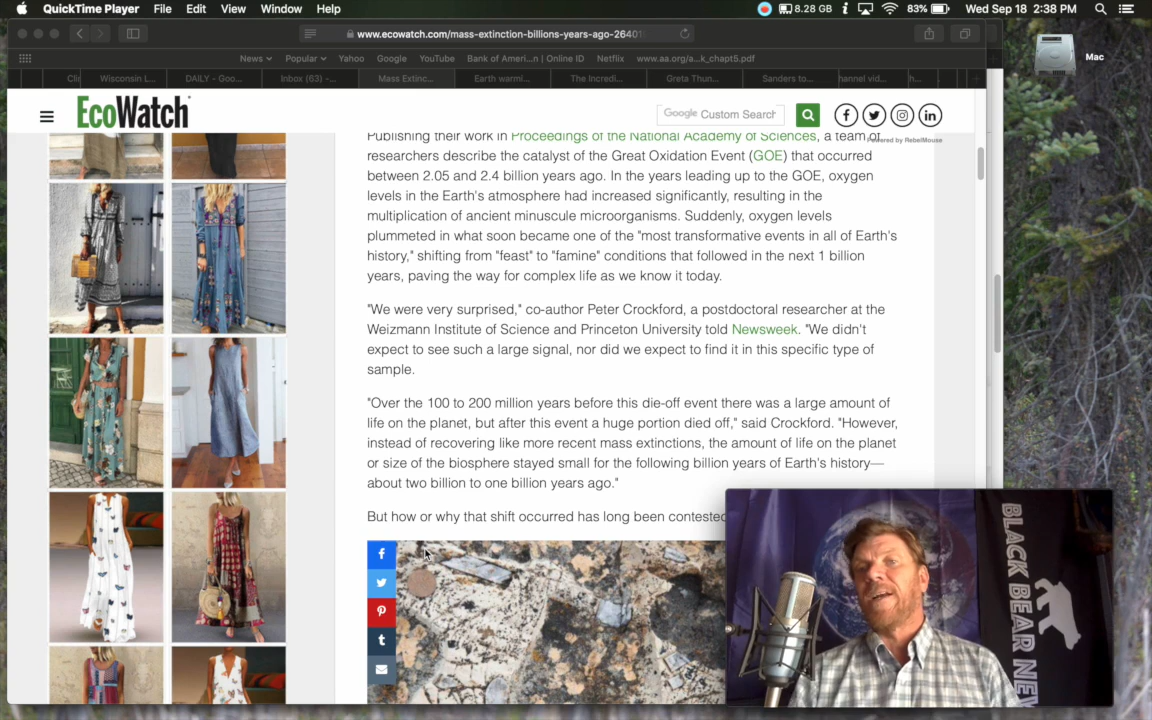 QuickTime Player File Edit View Window Help
8.28 GB 83% Wed Sep 18 2:38 PM
www.ecowatch.com/mass-extinction-billions-years-ago-26401
Mac
News Popular Yahoo Google YouTube Bank of Ameri...n | Online ID Netflix www.aa.org/a...k_chapt5.pdf
Wisconsin L... DAILY - Goo... Inbox (63) -... Mass Extinc... Earth warmi... The Incredi... Greta Thun... Sanders to... hannel vid... h...
EcoWatch
Google Custom Search
Powered by RebelMouse
Publishing their work in Proceedings of the National Academy of Sciences, a team of
researchers describe the catalyst of the Great Oxidation Event (GOE) that occurred
between 2.05 and 2.4 billion years ago. In the years leading up to the GOE, oxygen
levels in the Earth's atmosphere had increased significantly, resulting in the
multiplication of ancient minuscule microorganisms. Suddenly, oxygen levels
plummeted in what soon became one of the "most transformative events in all of Earth's
history," shifting from "feast" to "famine" conditions that followed in the next 1 billion
years, paving the way for complex life as we know it today.
"We were very surprised," co-author Peter Crockford, a postdoctoral researcher at the
Weizmann Institute of Science and Princeton University told Newsweek. "We didn't
expect to see such a large signal, nor did we expect to find it in this specific type of
sample.
"Over the 100 to 200 million years before this die-off event there was a large amount of
life on the planet, but after this event a huge portion died off," said Crockford. "However,
instead of recovering like more recent mass extinctions, the amount of life on the planet
or size of the biosphere stayed small for the following billion years of Earth's history—
about two billion to one billion years ago."
But how or why that shift occurred has long been contested
BLACK BEAR NEW